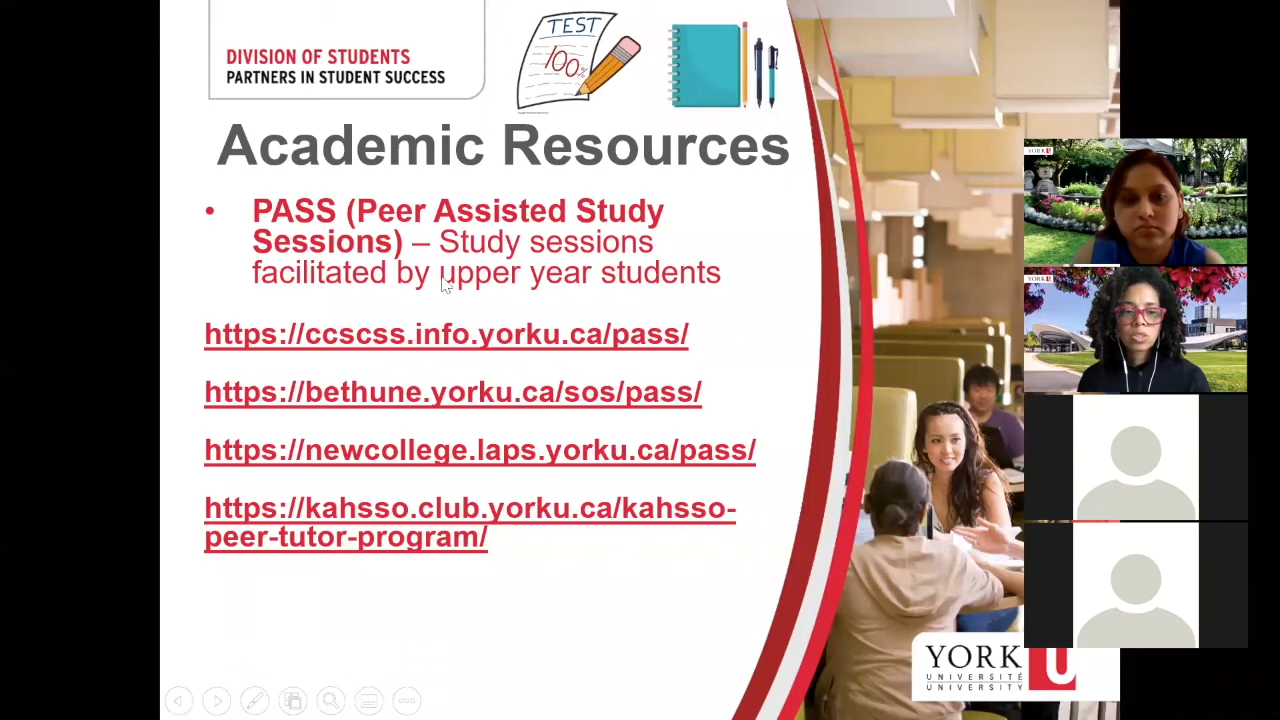 DIVISION OF STUDENTS
PARTNERS IN STUDENT SUCCESS
TEST
100%
Academic Resources
• PASS (Peer Assisted Study
Sessions) – Study sessions
facilitated by upper year students
https://ccscss.info.yorku.ca/pass/
https://bethune.yorku.ca/sos/pass/
https://newcollege.laps.yorku.ca/pass/
https://kahsso.club.yorku.ca/kahsso-
peer-tutor-program/
YORK U
YORK U
YORK U
UNIVERSITÉ
UNIVERSITY